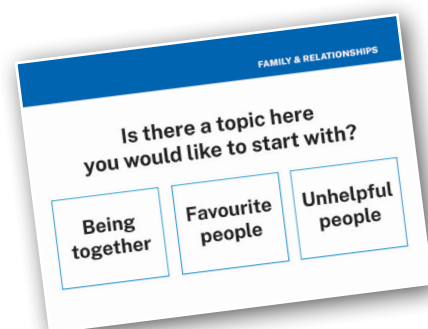 FAMILY & RELATIONSHIPS
Is there a topic here
you would like to start with?
Being
together
Favourite
people
Unhelpful
people